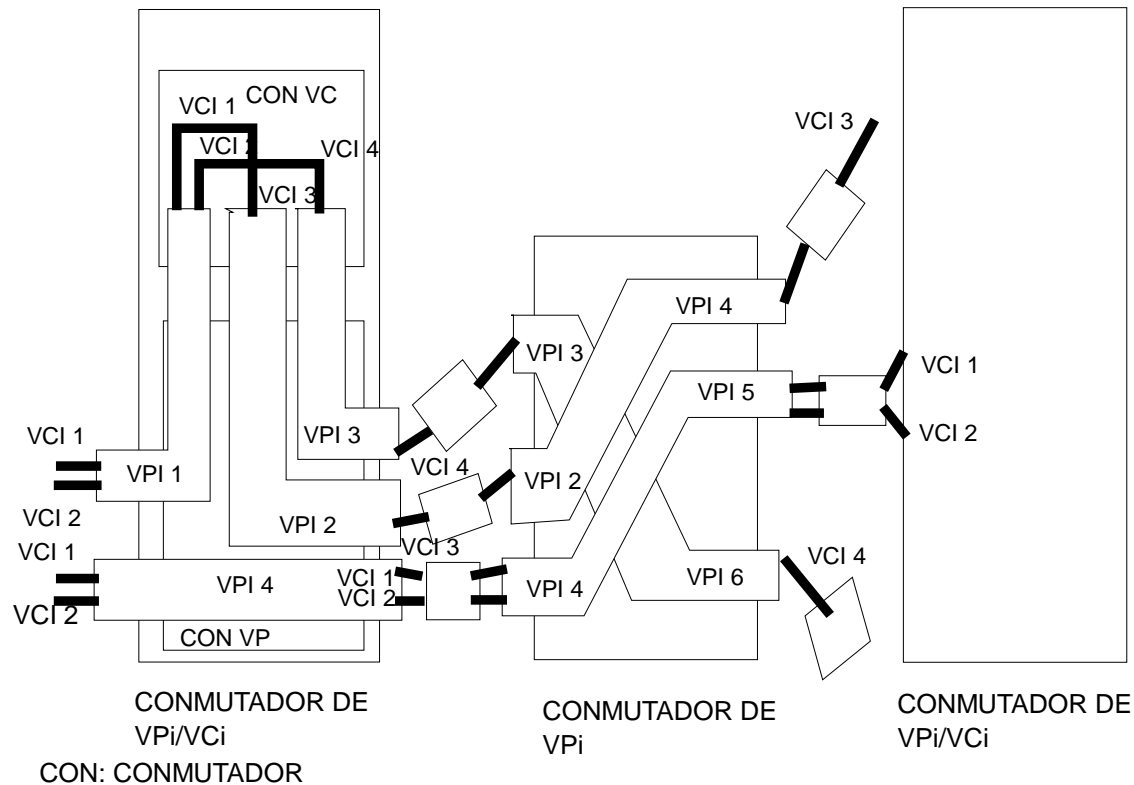 CON VC
VCI 1
VCI 2
VCI 4
VCI 3
VCI 3
VPI 4
VPI 3
VPI 5
VCI 1
VCI 2
VPI 3
VCI 1
VPI 1
VCI 4
VPI 2
VCI 2
VPI 2
VCI 3
VCI 1
VCI 4
VPI 4
VCI 1
VCI 2
VPI 4
VPI 6
VCI 2
CON VP
CONMUTADOR DE
VPi/VCi
CONMUTADOR DE
VPi
CONMUTADOR DE
VPi/VCi
CON: CONMUTADOR